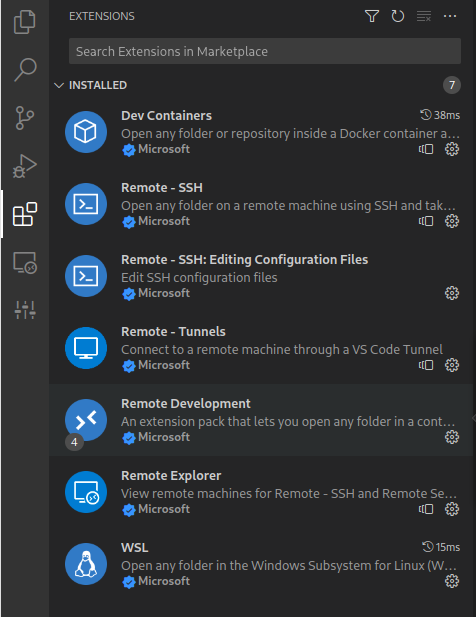 EXTENSIONS
Search Extensions in Marketplace
INSTALLED 7
Dev Containers 38ms
Open any folder or repository inside a Docker container a...
Microsoft
Remote - SSH
Open any folder on a remote machine using SSH and tak...
Microsoft
Remote - SSH: Editing Configuration Files
Edit SSH configuration files
Microsoft
Remote - Tunnels
Connect to a remote machine through a VS Code Tunnel
Microsoft
Remote Development
An extension pack that lets you open any folder in a cont...
4 Microsoft
Remote Explorer
View remote machines for Remote - SSH and Remote Se...
Microsoft
WSL 15ms
Open any folder in the Windows Subsystem for Linux (W...
Microsoft